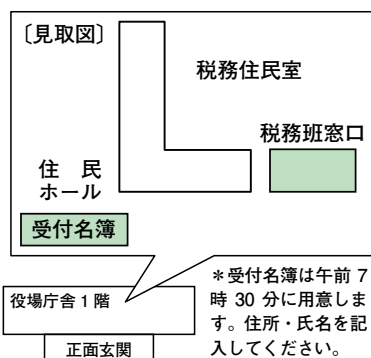 〔見取図〕
税務住民室
税務班窓口
住 民
ホール
受付名簿
役場庁舎１階
正面玄関
＊受付名簿は午前７
時 30 分に用意しま
す。住所・氏名を記
入してください。